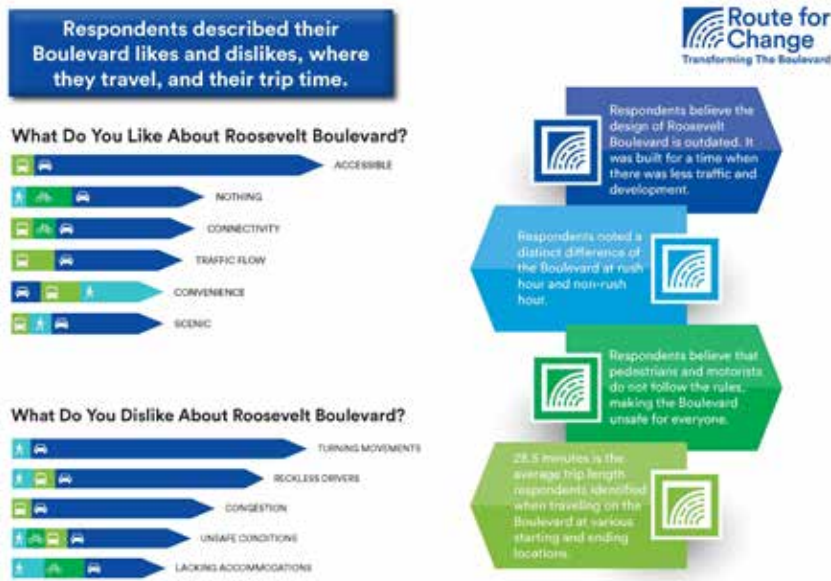 Respondents described their
Boulevard likes and dislikes, where
they travel, and their trip time.
Route for
Change
Transforming The Boulevard
What Do You Like About Roosevelt Boulevard?
ACCESSIBLE
NOTHING
CONNECTIVITY
TRAFFIC FLOW
CONVENIENCE
SCENIC
What Do You Dislike About Roosevelt Boulevard?
TURNING MOVEMENTS
RECKLESS DRIVERS
CONGESTION
UNSAFE CONDITIONS
LACKING ACCOMMODATIONS
Respondents believe the
design of Roosevelt
Boulevard is outdated. It
was built for a time when
there was less traffic and
development.
Respondents noted a
distinct difference of
the Boulevard at rush
hour and non-rush
hour.
Respondents believe that
pedestrians and motorists
do not follow the rules,
making the Boulevard
unsafe for everyone.
28.5 minutes is the
average trip length
respondents identified
when traveling on the
Boulevard at various
starting and ending
locations.